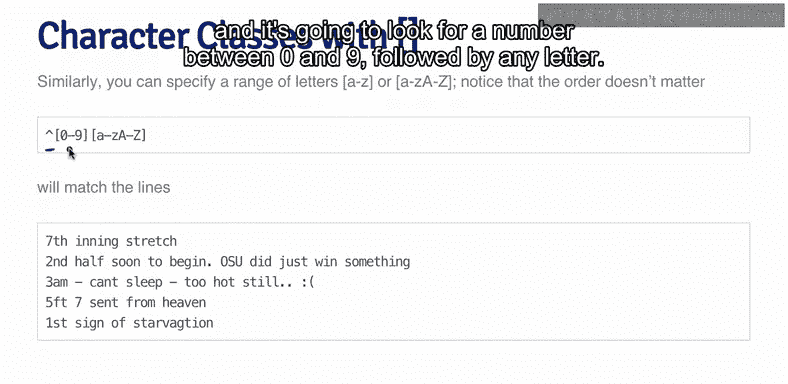 Character Classes with []
and it's going to look for a number
between 0 and 9, followed by any letter.
Similarly, you can specify a range of letters [a-z] or [a-zA-Z]; notice that the order doesn’t matter
^[0-9][a-zA-Z]
will match the lines
7th inning stretch
2nd half soon to begin. OSU did just win something
3am - cant sleep - too hot still.. :(
5ft 7 sent from heaven
1st sign of starvagtion